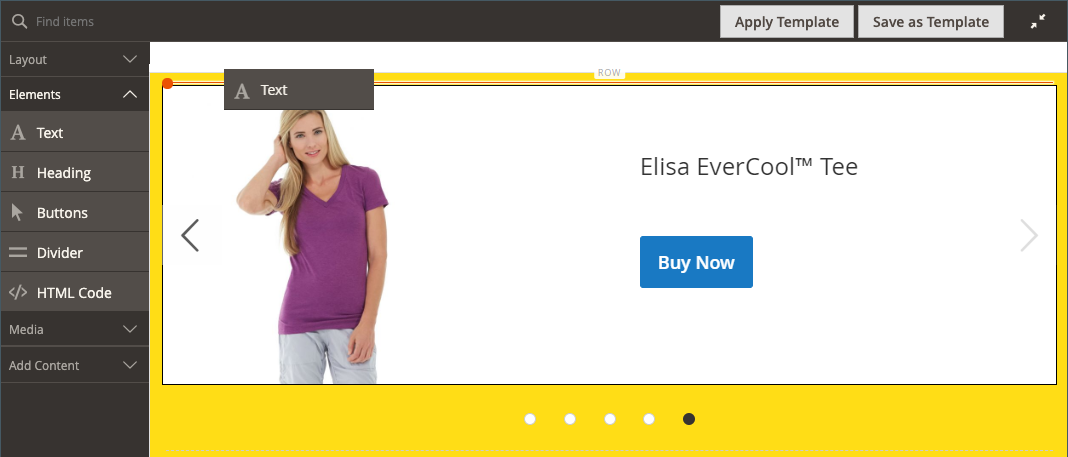 Find items
Apply Template
Save as Template
Layout
Elements
Text
Heading
Buttons
Divider
HTML Code
Media
Add Content
ROW
Text
Elisa EverCool™ Tee
Buy Now